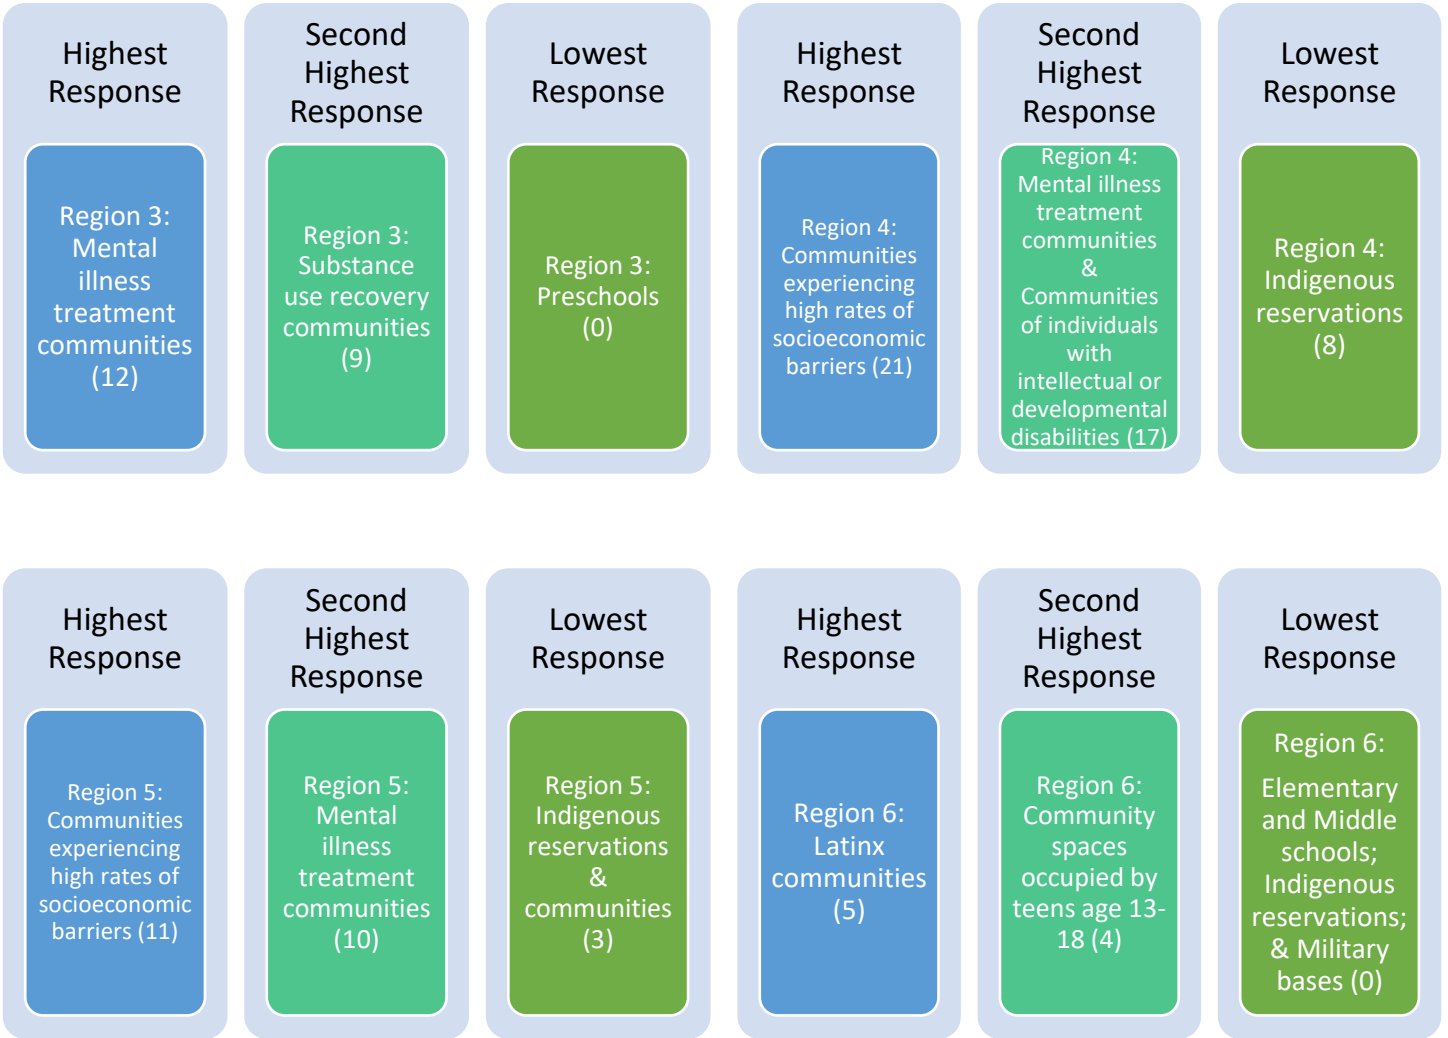 Highest
Response
Region 3:
Mental
illness
treatment
communities
(12)
Second
Highest
Response
Region 3:
Substance
use recovery
communities
(9)
Lowest
Response
Region 3:
Preschools
(0)
Highest
Response
Region 4:
Communities
experiencing
high rates of
socioeconomic
barriers (21)
Second
Highest
Response
Region 4:
Mental illness
treatment
communities
&
Communities
of individuals
with
intellectual or
developmental
disabilities (17)
Lowest
Response
Region 4:
Indigenous
reservations
(8)
Highest
Response
Region 5:
Communities
experiencing
high rates of
socioeconomic
barriers (11)
Second
Highest
Response
Region 5:
Mental
illness
treatment
communities
(10)
Lowest
Response
Region 5:
Indigenous
reservations
&
communities
(3)
Highest
Response
Region 6:
Latinx
communities
(5)
Second
Highest
Response
Region 6:
Community
spaces
occupied by
teens age 13-
18 (4)
Lowest
Response
Region 6:
Elementary
and Middle
schools;
Indigenous
reservations;
& Military
bases (0)